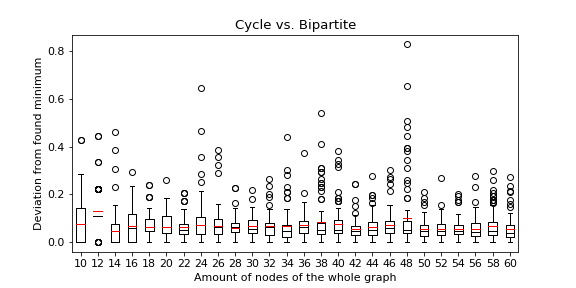 Cycle vs. Bipartite
Deviation from found minimum
0.8
0.6
0.4
0.2
0.0
10 12 14 16 18 20 22 24 26 28 30 32 34 36 38 40 42 44 46 48 50 52 54 56 58 60
Amount of nodes of the whole graph